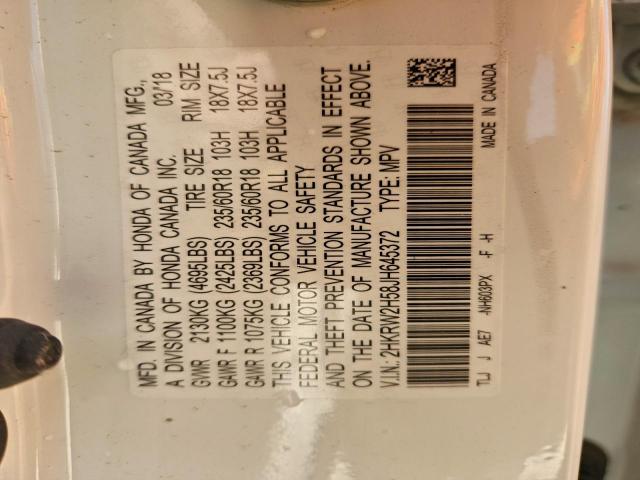 MFD. IN CANADA BY HONDA OF CANADA MFG.,
A DIVISION OF HONDA CANADA INC. 03/18
GVWR 2130KG (4695LBS) TIRE SIZE RIM SIZE
GAWR F 1100KG (2425LBS) 235/60R18 103H 18X7.5J
GAWR R 1075KG (2369LBS) 235/60R18 103H 18X7.5J
THIS VEHICLE CONFORMS TO ALL APPLICABLE
FEDERAL MOTOR VEHICLE SAFETY
AND THEFT PREVENTION STANDARDS IN EFFECT
ON THE DATE OF MANUFACTURE SHOWN ABOVE.
V.I.N.: 2HKRW2H58JH645372 TYPE: MPV
TLJ J AE7 -NH603PX -F -H MADE IN CANADA